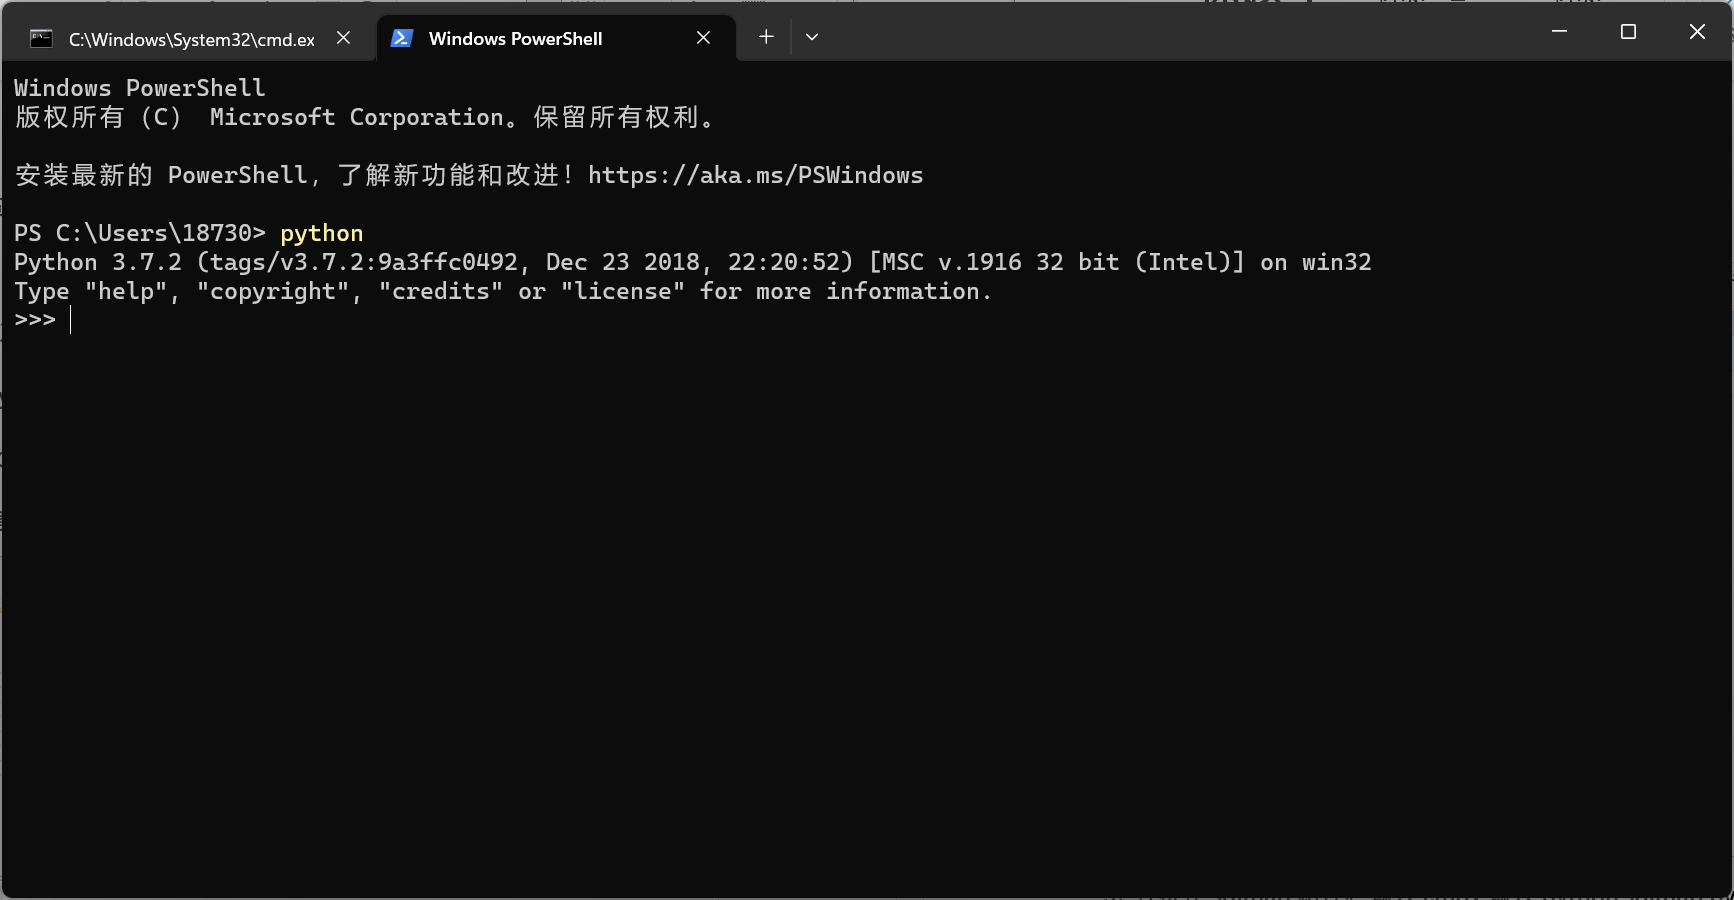 C:\Windows\System32\cmd.ex
Windows PowerShell
Windows PowerShell
版权所有（C） Microsoft Corporation。保留所有权利。
安装最新的 PowerShell，了解新功能和改进！https://aka.ms/PSWindows
PS C:\Users\18730> python
Python 3.7.2 (tags/v3.7.2:9a3ffc0492, Dec 23 2018, 22:20:52) [MSC v.1916 32 bit (Intel)] on win32
Type "help", "copyright", "credits" or "license" for more information.
>>>